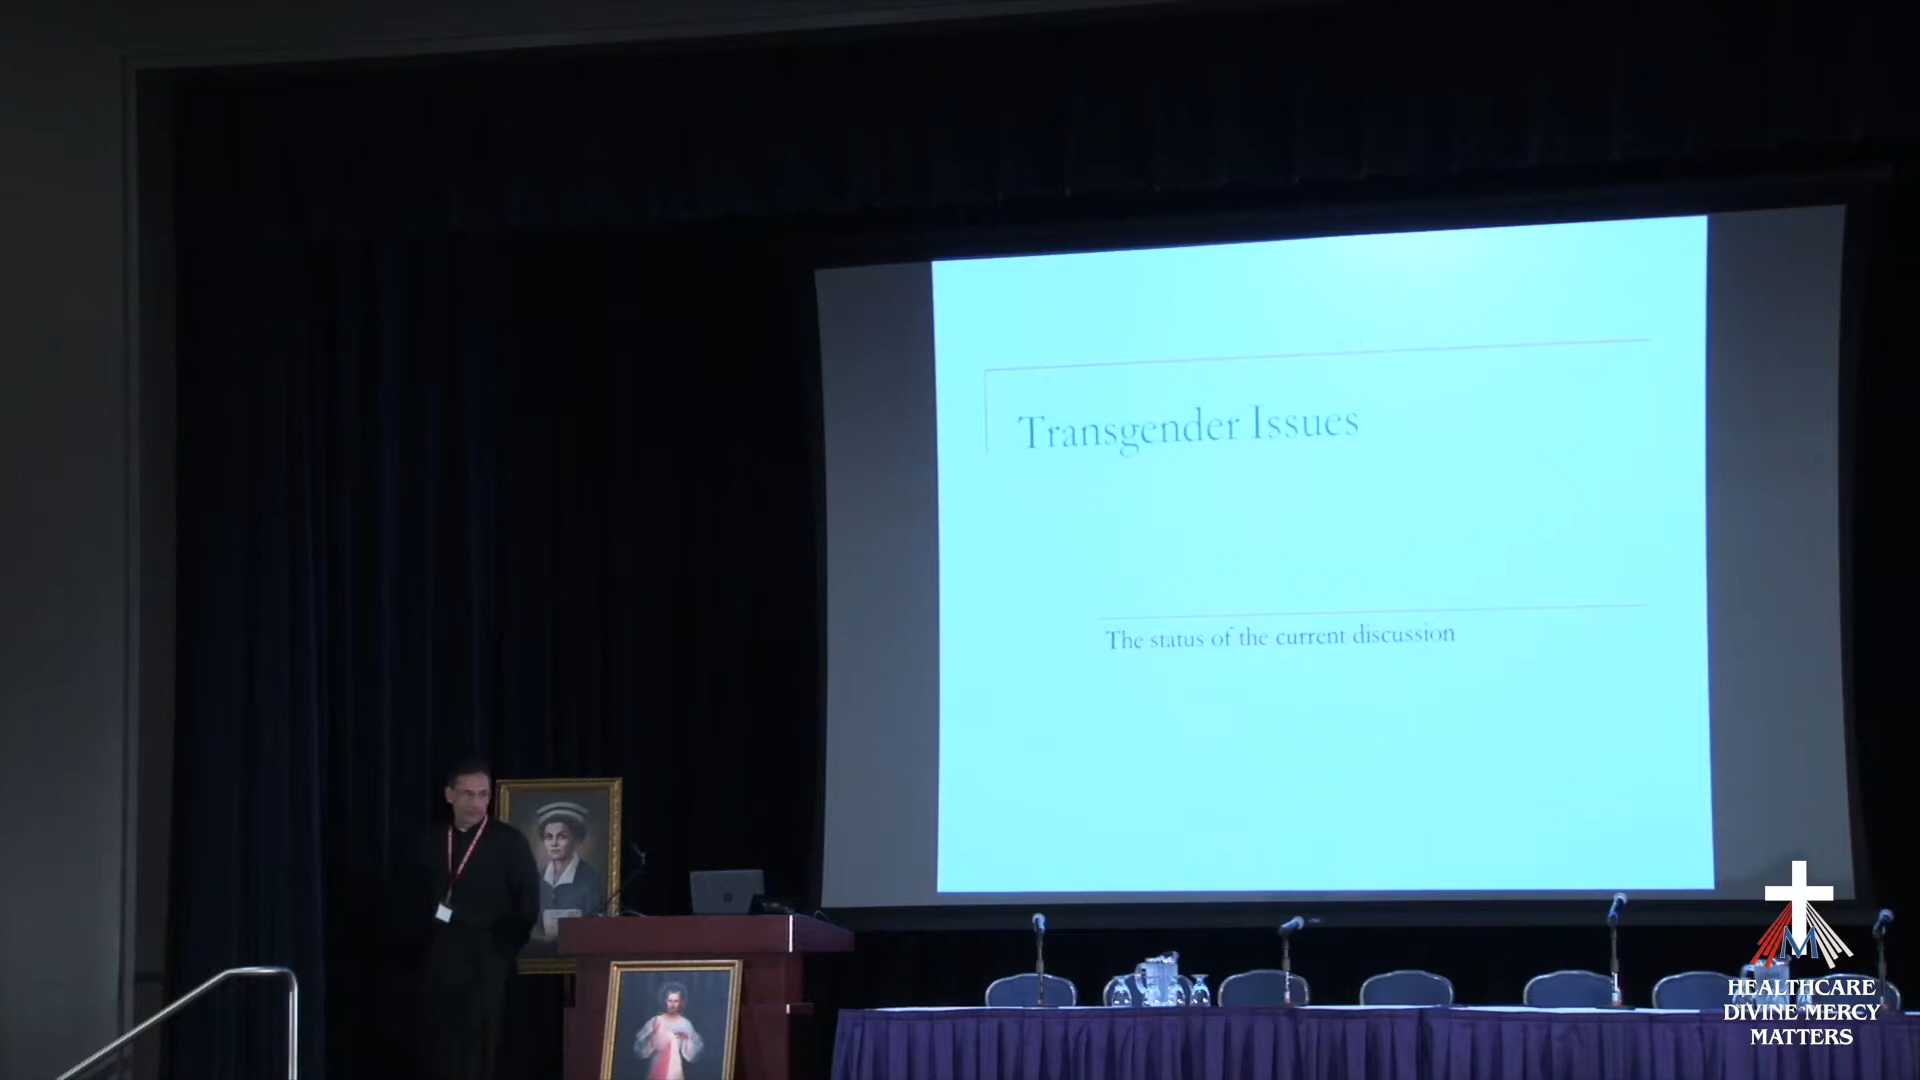 Transgender Issues
The status of the current discussion
HEALTHCARE
DIVINE MERCY
MATTERS